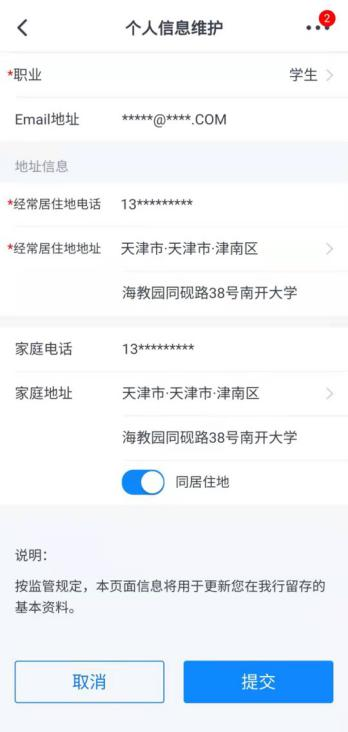 个人信息维护
2
*职业 学生
Email地址 *****@****.COM
地址信息
*经常居住地电话 13*********
*经常居住地地址 天津市·天津市·津南区
海教园同砚路38号南开大学
家庭电话 13*********
家庭地址 天津市·天津市·津南区
海教园同砚路38号南开大学
同居住地
说明：
按监管规定，本页面信息将用于更新您在我行留存的
基本资料。
取消 提交